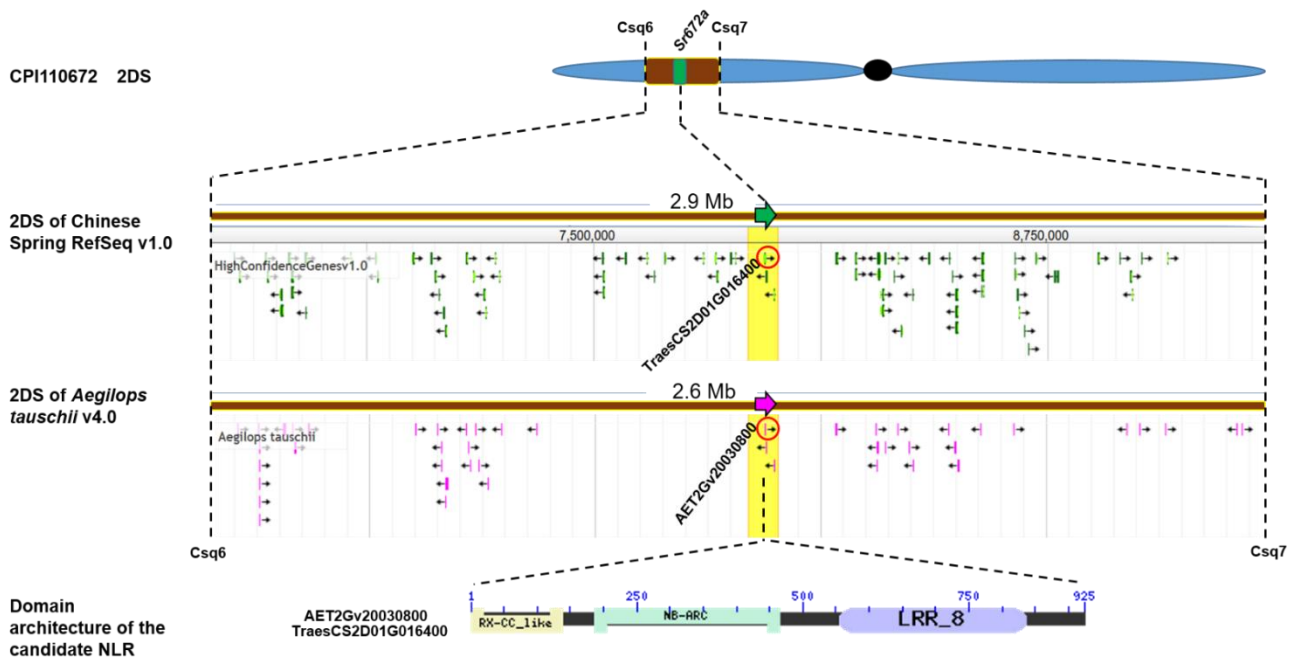 Csq6 Sr672a Csq7
CPI110672 2DS
2DS of Chinese
Spring RefSeq v1.0
2.9 Mb
7,500,000 8,750,000
HighConfidenceGenesv1.0
TraesCS2D01G016400
2DS of Aegilops
tauschii v4.0
2.6 Mb
Aegilops tauschii
AET2Gv20030800
Csq6 Csq7
Domain
architecture of the
candidate NLR
AET2Gv20030800
TraesCS2D01G016400
1 250 500 750 925
RX-CC_like NB-ARC LRR_8